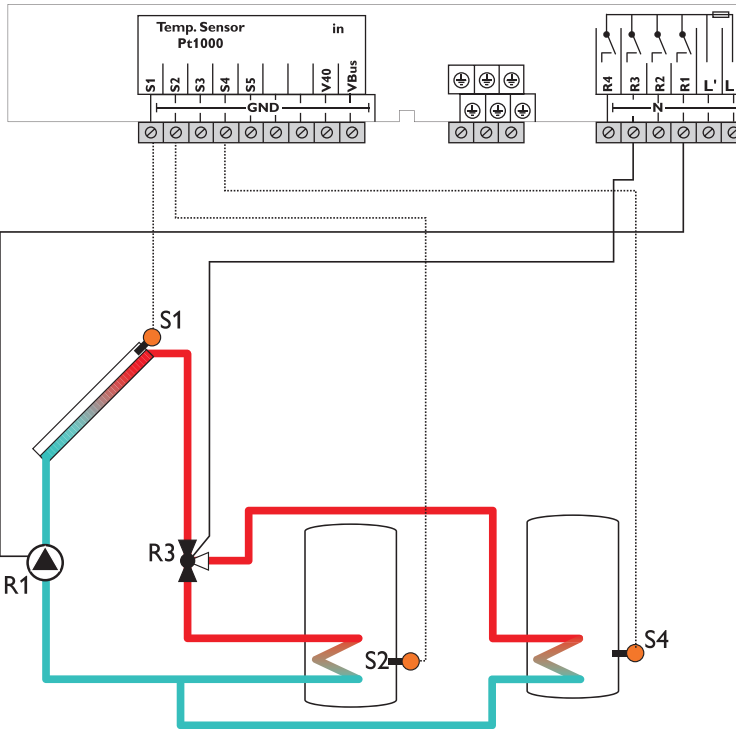 Temp. Sensor in
Pt1000
S1 S2 S3 S4 S5 V40 VBus
GND
R4 R3 R2 R1 L' L
N
S1
R3
R1
S2
S4